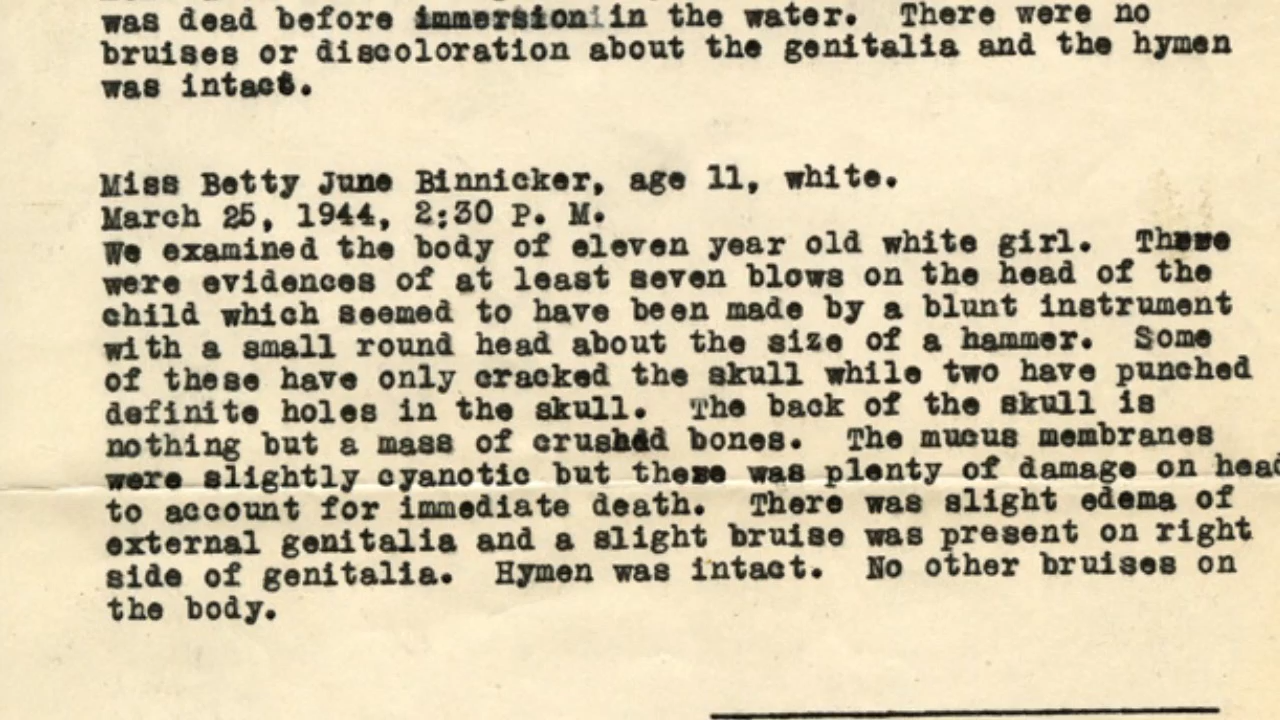 was dead before immersion in the water. There were no
bruises or discoloration about the genitalia and the hymen
was intact.
Miss Betty June Binnicker, age 11, white.
March 25, 1944, 2:30 P. M.
We examined the body of eleven year old white girl. There
were evidences of at least seven blows on the head of the
child which seemed to have been made by a blunt instrument
with a small round head about the size of a hammer. Some
of these have only cracked the skull while two have punched
definite holes in the skull. The back of the skull is
nothing but a mass of crushed bones. The mucus membranes
were slightly cyanotic but there was plenty of damage on head
to account for immediate death. There was slight edema of
external genitalia and a slight bruise was present on right
side of genitalia. Hymen was intact. No other bruises on
the body.